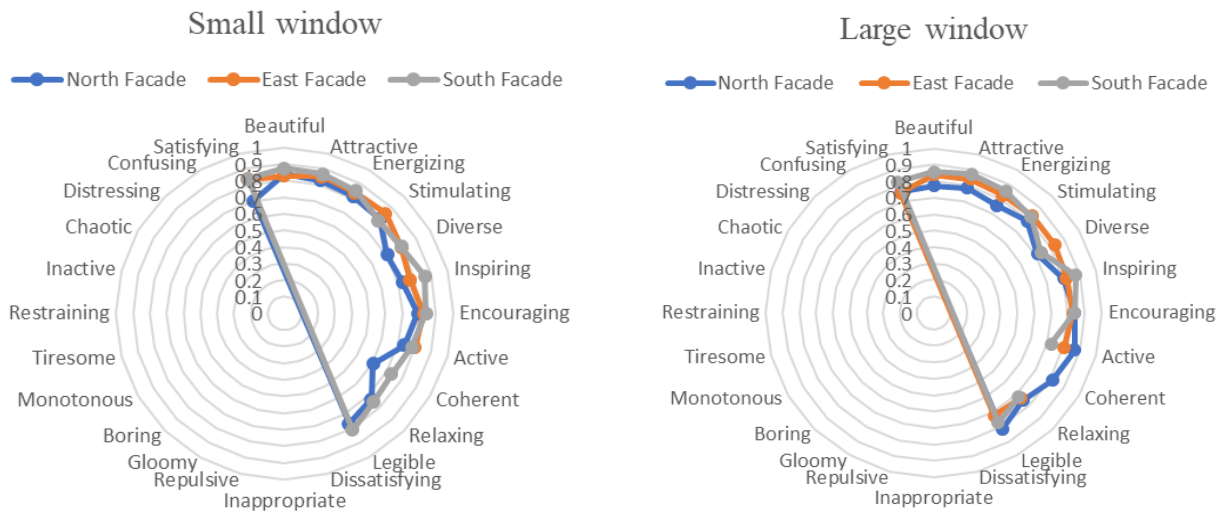 Small window
North Facade East Facade South Facade
Beautiful
Attractive
Energizing
Stimulating
Diverse
Inspiring
Encouraging
Active
Coherent
Relaxing
Legible
Dissatisfying
Inappropriate
Repulsive
Gloomy
Boring
Monotonous
Tiresome
Restraining
Inactive
Chaotic
Distressing
Confusing
Satisfying
1
0.9
0.8
0.7
0.6
0.5
0.4
0.3
0.2
0.1
0
Large window
North Facade East Facade South Facade
Beautiful
Attractive
Energizing
Stimulating
Diverse
Inspiring
Encouraging
Active
Coherent
Relaxing
Legible
Dissatisfying
Inappropriate
Repulsive
Gloomy
Boring
Monotonous
Tiresome
Restraining
Inactive
Chaotic
Distressing
Confusing
Satisfying
1
0.9
0.8
0.7
0.6
0.5
0.4
0.3
0.2
0.1
0